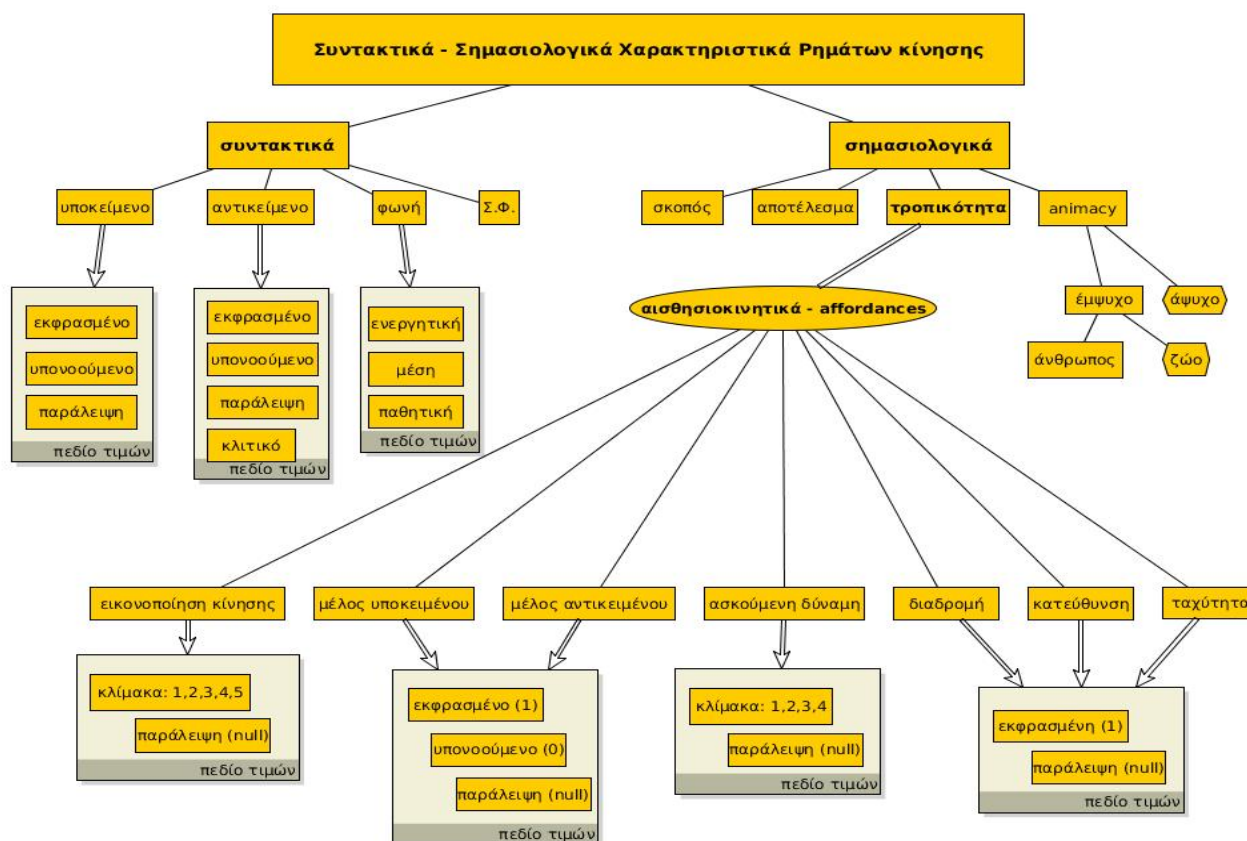 Συντακτικά - Σημασιολογικά Χαρακτηριστικά Ρημάτων κίνησης
συντακτικά
σημασιολογικά
υποκείμενο
αντικείμενο
φωνή
Σ.Φ.
σκοπός
αποτέλεσμα
τροπικότητα
animacy
εκφρασμένο
υπονοούμενο
παράλειψη
πεδίο τιμών
εκφρασμένο
υπονοούμενο
παράλειψη
κλιτικό
πεδίο τιμών
ενεργητική
μέση
παθητική
πεδίο τιμών
αισθησιοκινητικά - affordances
έμψυχο
άψυχο
άνθρωπος
ζώο
εικονοποίηση κίνησης
μέλος υποκειμένου
μέλος αντικειμένου
ασκούμενη δύναμη
διαδρομή
κατεύθυνση
ταχύτητα
κλίμακα: 1,2,3,4,5
παράλειψη (null)
πεδίο τιμών
εκφρασμένο (1)
υπονοούμενο (0)
παράλειψη (null)
πεδίο τιμών
κλίμακα: 1,2,3,4
παράλειψη (null)
πεδίο τιμών
εκφρασμένη (1)
παράλειψη (null)
πεδίο τιμών